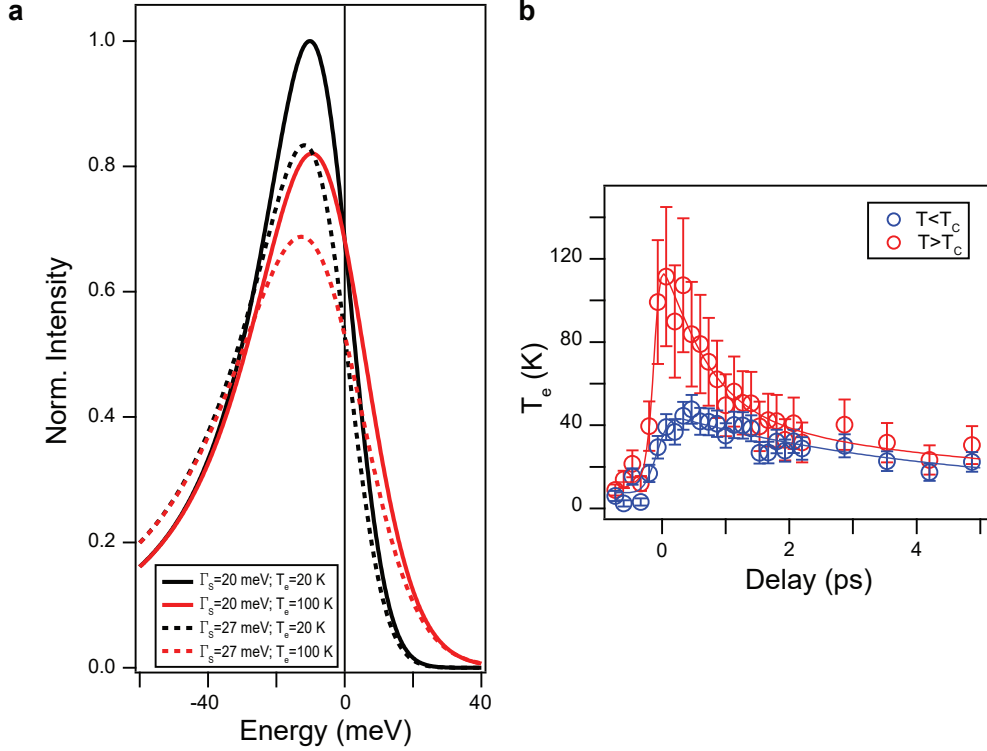 a
Norm. Intensity
1.0
0.8
0.6
0.4
0.2
0.0
Γs=20 meV; Te=20 K
Γs=20 meV; Te=100 K
Γs=27 meV; Te=20 K
Γs=27 meV; Te=100 K
-40
0
40
Energy (meV)
b
Te (K)
120
80
40
0
T<Tc
T>Tc
0
2
4
Delay (ps)